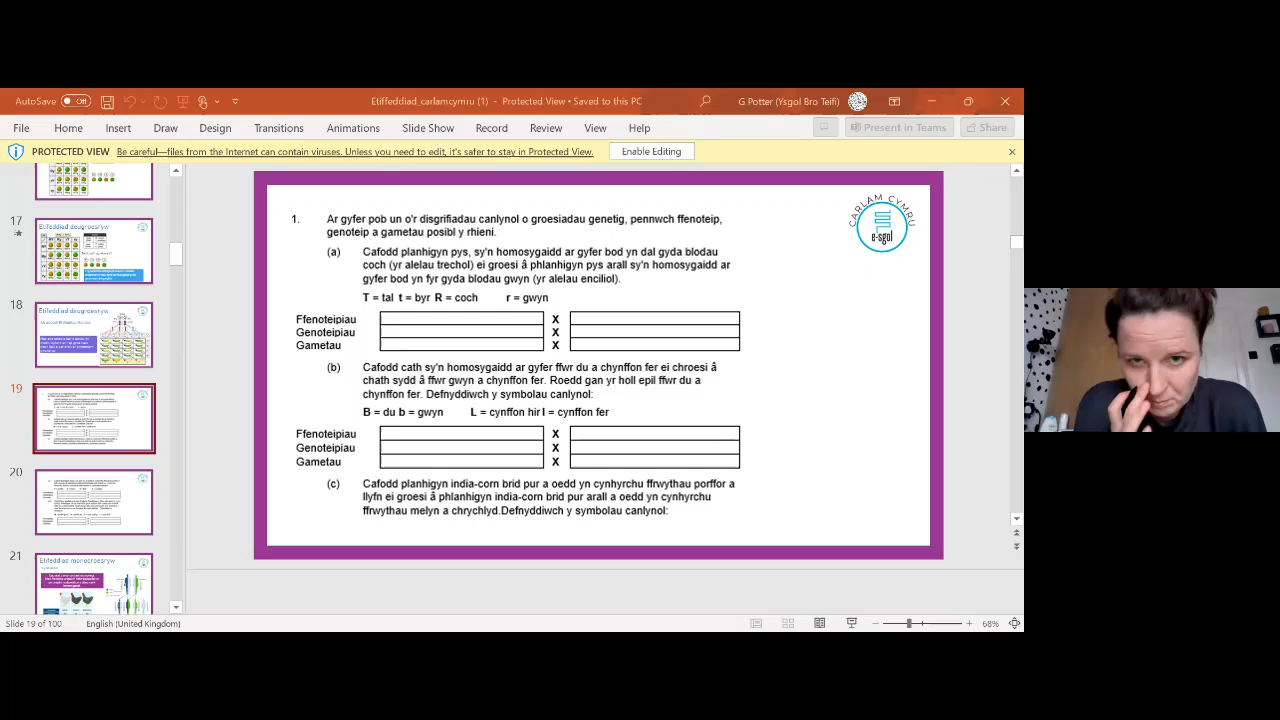 AutoSave Off
Etiffeddiad_carlamcymru (1) - Protected View • Saved to this PC
G Potter (Ysgol Bro Teifi)
File Home Insert Draw Design Transitions Animations Slide Show Record Review View Help
Present in Teams
Share
PROTECTED VIEW Be careful—files from the Internet can contain viruses. Unless you need to edit, it's safer to stay in Protected View. Enable Editing
17
Etifeddiad deugroesryw
18
19
20
21
Etifeddiad monocroesryw
CARLAM CYMRU
e-sgol
1. Ar gyfer pob un o'r disgrifiadau canlynol o groesiadau genetig, pennwch ffenoteip,
genoteip a gametau posibl y rhieni.
(a) Cafodd planhigyn pys, sy'n homosygaidd ar gyfer bod yn dal gyda blodau
coch (yr alelau trechol) ei groesi â phlanhigyn pys arall sy'n homosygaidd ar
gyfer bod yn fyr gyda blodau gwyn (yr alelau enciliol).
T = tal t = byr R = coch r = gwyn
Ffenoteipiau X
Genoteipiau X
Gametau X
(b) Cafodd cath sy'n homosygaidd ar gyfer ffwr du a chynffon fer ei chroesi â
chath sydd â ffwr gwyn a chynffon fer. Roedd gan yr holl epil ffwr du a
chynffon fer. Defnyddiwch y symbolau canlynol:
B = du b = gwyn L = cynffon hir l = cynffon fer
Ffenoteipiau X
Genoteipiau X
Gametau X
(c) Cafodd planhigyn india-corn brid pur a oedd yn cynhyrchu ffrwythau porffor a
llyfn ei groesi â phlanhigyn india-corn brid pur arall a oedd yn cynhyrchu
ffrwythau melyn a chrychlyd.Defnyddiwch y symbolau canlynol:
Slide 19 of 100 English (United Kingdom)
68%